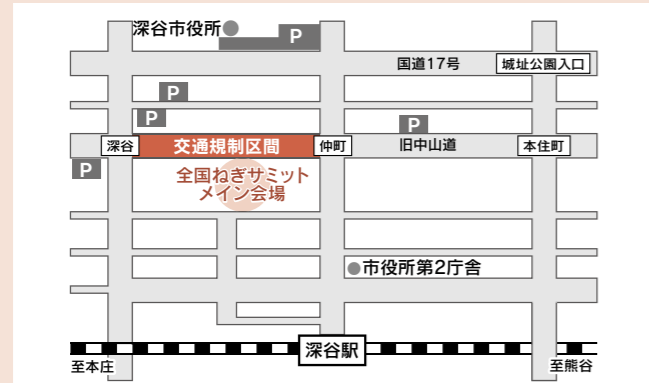 深谷市役所
P
国道17号
城址公園入口
P
P
P
深谷
交通規制区間
仲町
旧中山道
本住町
P
全国ねぎサミット
メイン会場
市役所第2庁舎
深谷駅
至本庄
至熊谷